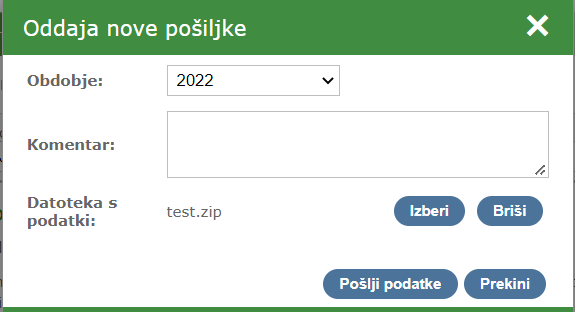 Oddaja nove pošiljke
Obdobje: 2022
Komentar:
Datoteka s
podatki: test.zip Izberi Briši
Pošlji podatke Prekini